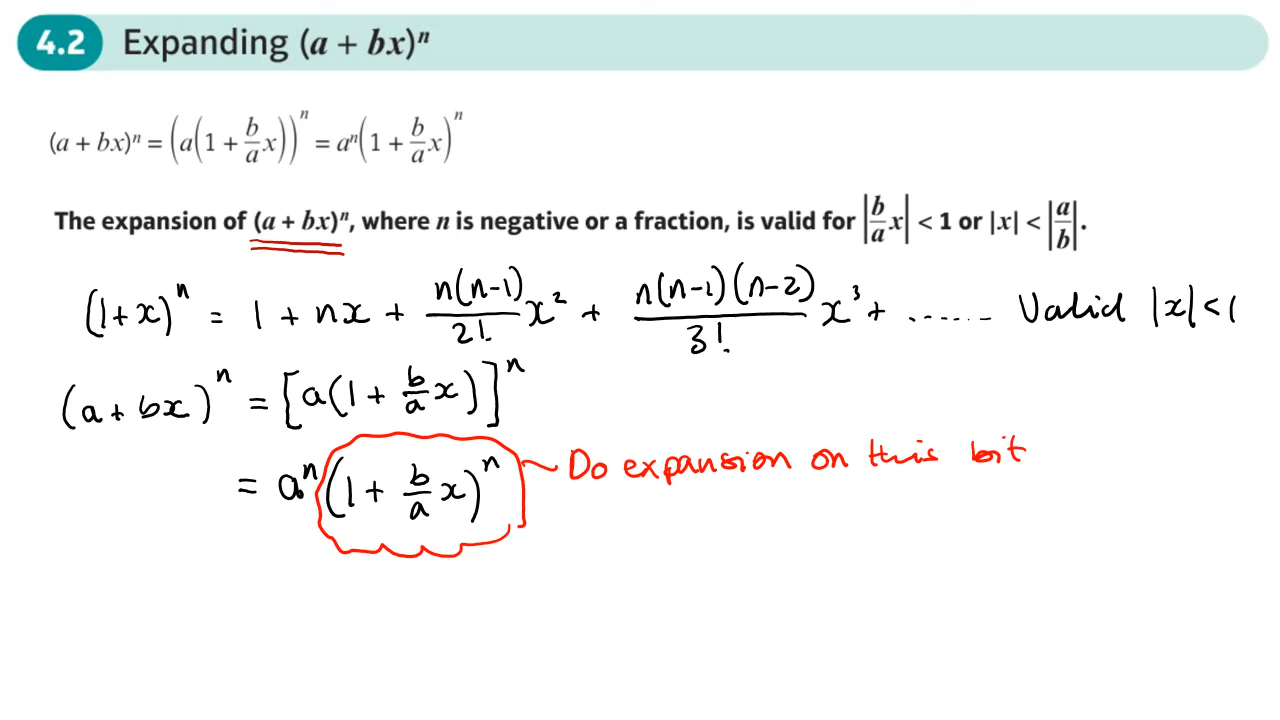 4.2 Expanding (a + bx)ⁿ
(a + bx)ⁿ = (a(1 + b/a x))ⁿ = aⁿ(1 + b/a x)ⁿ
The expansion of (a + bx)ⁿ, where n is negative or a fraction, is valid for |b/a x| < 1 or |x| < |a/b|.
(1+x)ⁿ = 1 + nx + n(n-1)/2! x² + n(n-1)(n-2)/3! x³ + ...... Valid |x| < 1
(a + bx)ⁿ = [a(1 + b/a x)]ⁿ
= aⁿ(1 + b/a x)ⁿ ~ Do expansion on this bit